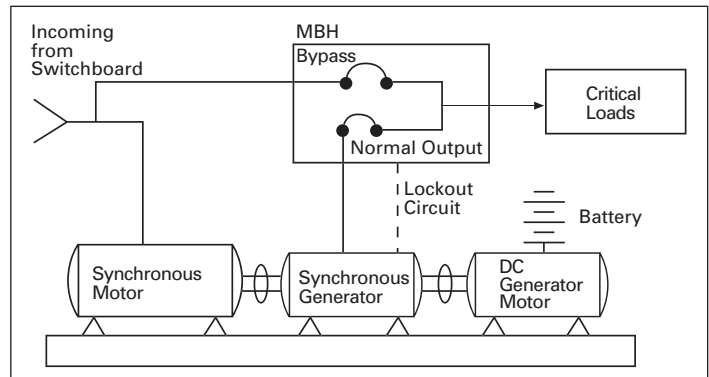 Incoming
from
Switchboard
MBH
Bypass
Normal Output
Critical
Loads
Lockout
Circuit
Battery
Synchronous
Motor
Synchronous
Generator
DC
Generator
Motor